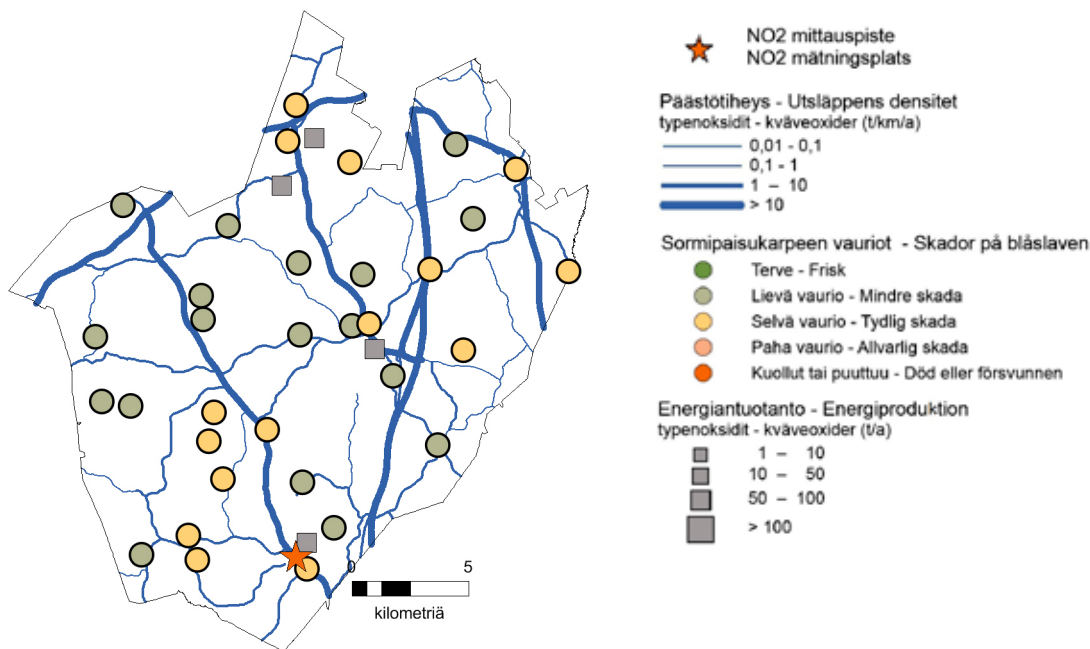 NO2 mittauspiste
NO2 mätningsplats
Päästötiheys - Utsläppens densitet
typenoksidit - kväveoxider (t/km/a)
0,01 - 0,1
0,1 - 1
1 – 10
> 10
Sormipaisukarpeen vauriot - Skador på blåslaven
Terve - Frisk
Lievä vaurio - Mindre skada
Selvä vaurio - Tydlig skada
Paha vaurio - Allvarlig skada
Kuollut tai puuttuu - Död eller försvunnen
Energiantuotanto - Energiproduktion
typenoksidit - kväveoxider (t/a)
1 – 10
10 – 50
50 – 100
> 100
0 5
kilometriä